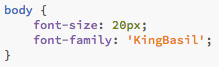 body {
    font-size: 20px;
    font-family: 'KingBasil';
}